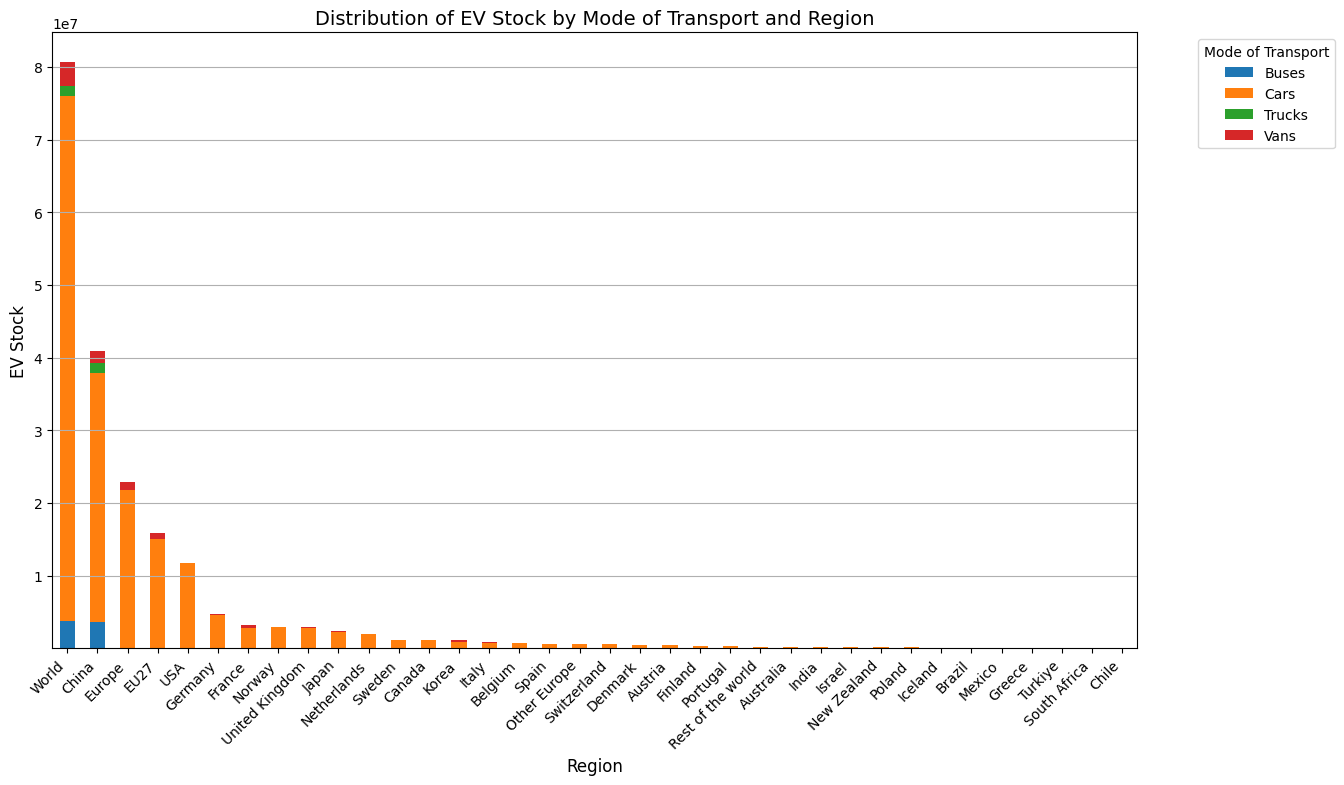 Distribution of EV Stock by Mode of Transport and Region
1e7
8
7
6
5
4
3
2
1
EV Stock
World
China
Europe
EU27
USA
Germany
France
Norway
United Kingdom
Japan
Netherlands
Sweden
Canada
Korea
Italy
Belgium
Spain
Other Europe
Switzerland
Denmark
Austria
Finland
Portugal
Rest of the world
Australia
India
Israel
New Zealand
Poland
Iceland
Brazil
Mexico
Greece
Turkiye
South Africa
Chile
Region
Mode of Transport
Buses
Cars
Trucks
Vans